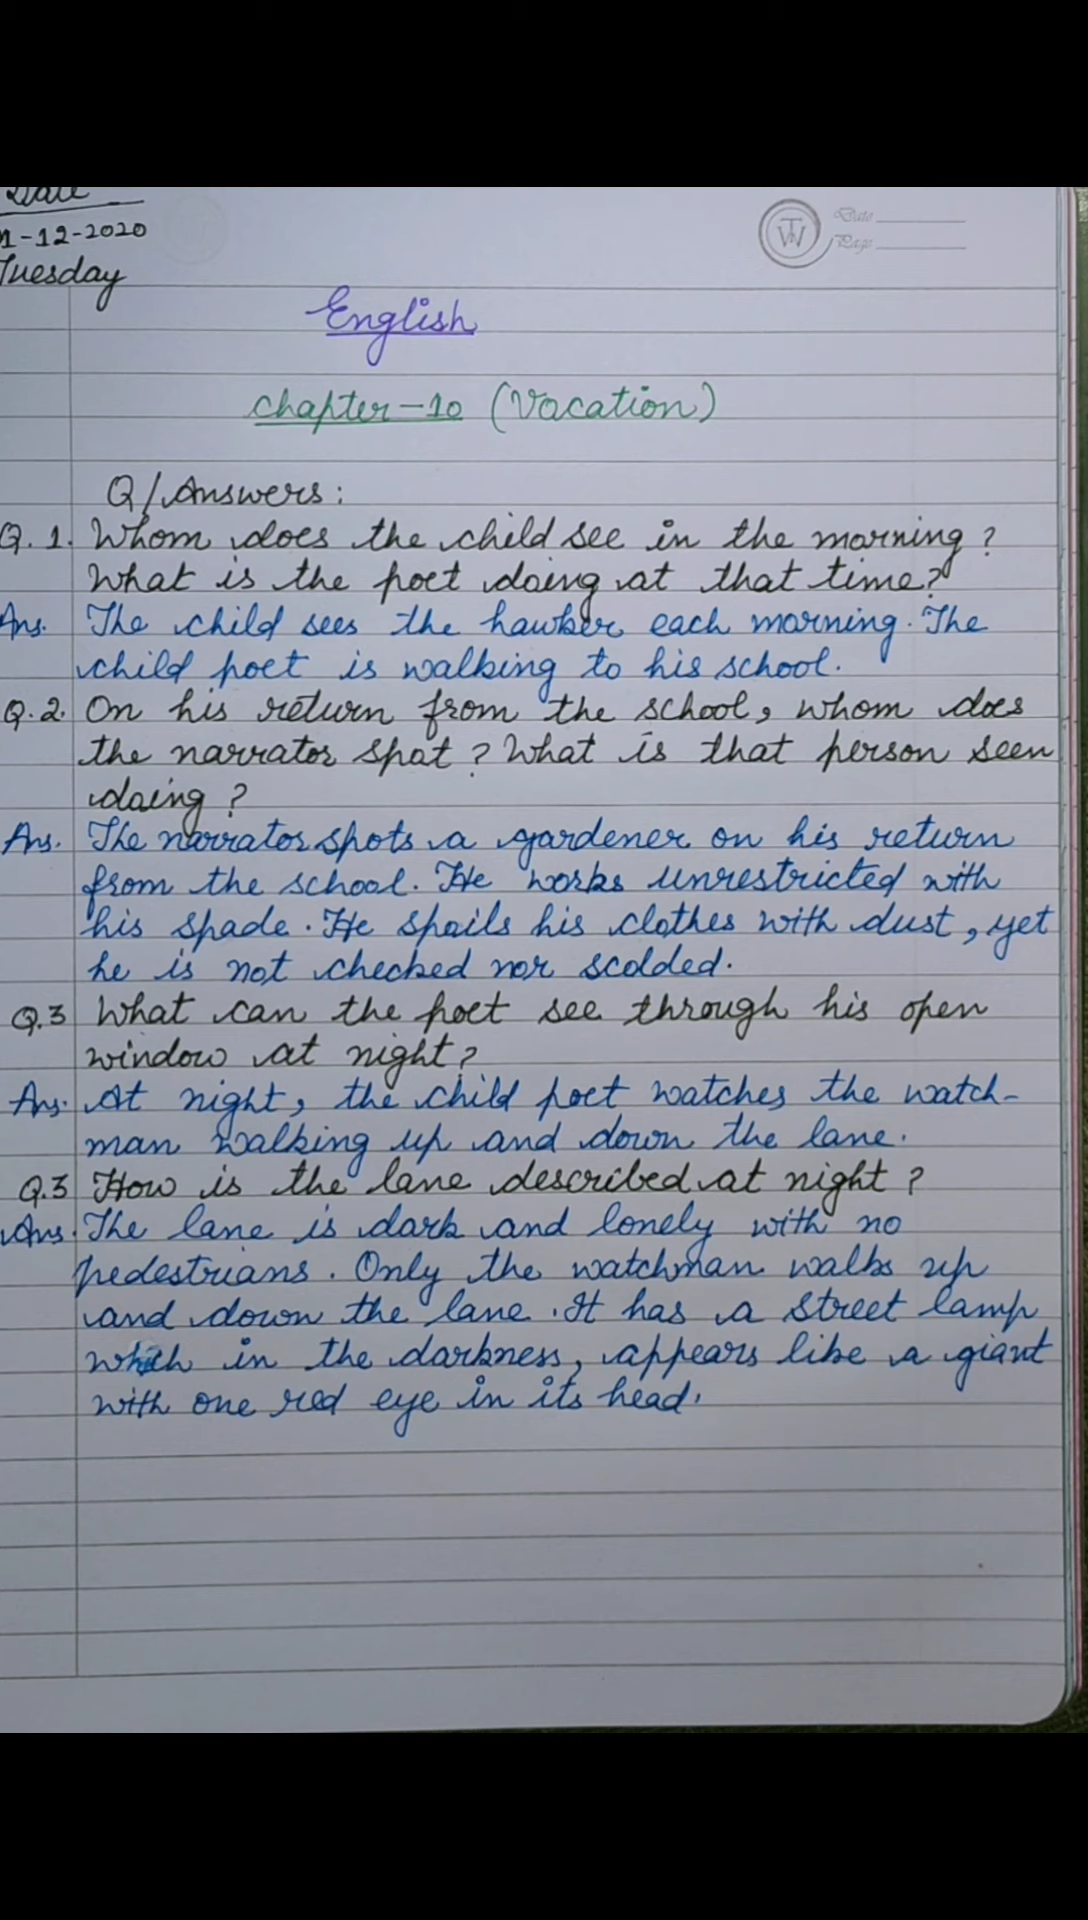 Date
1-12-2020
Tuesday
Date
Page
English
Chapter-10 (Vacation)
Q/Answers:
Q.1. Whom does the child see in the morning?
What is the poet doing at that time?
Ans. The child sees the hawker each morning. The
child poet is walking to his school.
Q.2. On his return from the school, whom does
the narrator spot? What is that person seen
doing?
Ans. The narrator spots a gardener on his return
from the school. He works unrestricted with
his spade. He spoils his clothes with dust, yet
he is not checked nor scolded.
Q.3 What can the poet see through his open
window at night?
Ans. At night, the child poet watches the watch-
man walking up and down the lane.
Q.3 How is the lane described at night?
Ans. The lane is dark and lonely with no
pedestrians. Only the watchman walks up
and down the lane. It has a street lamp
which in the darkness, appears like a giant
with one red eye in its head.